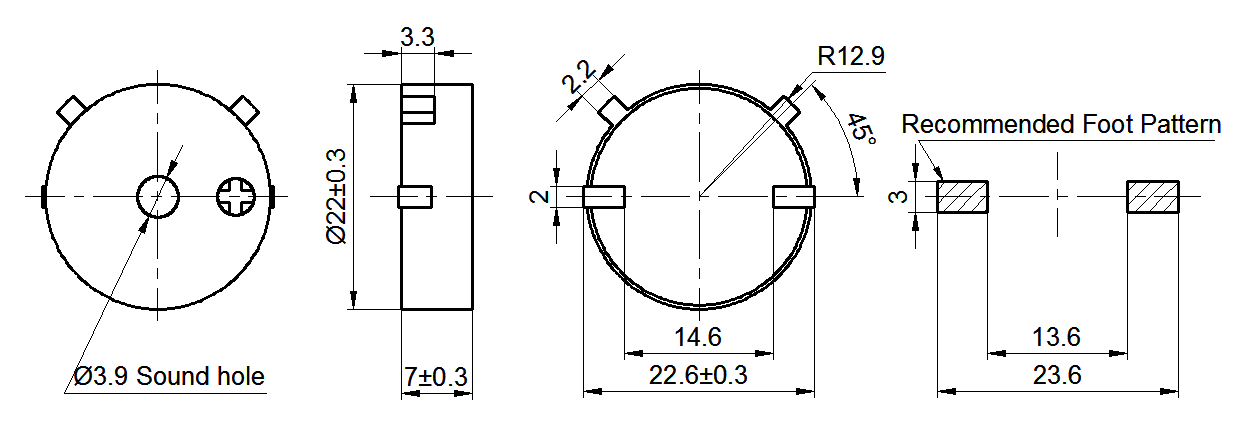 3.3
2.2
R12.9
45°
Recommended Foot Pattern
Ø22±0.3
2
3
14.6
13.6
Ø3.9 Sound hole
7±0.3
22.6±0.3
23.6